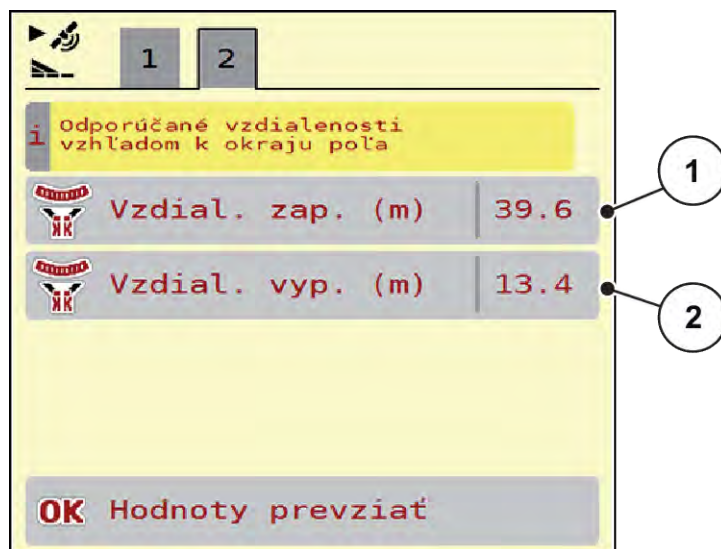 1 2
i Odporúčané vzdialenosti
vzhľadom k okraju poľa
Vzdial. zap. (m) 39.6
1
Vzdial. vyp. (m) 13.4
2
OK Hodnoty prevziať